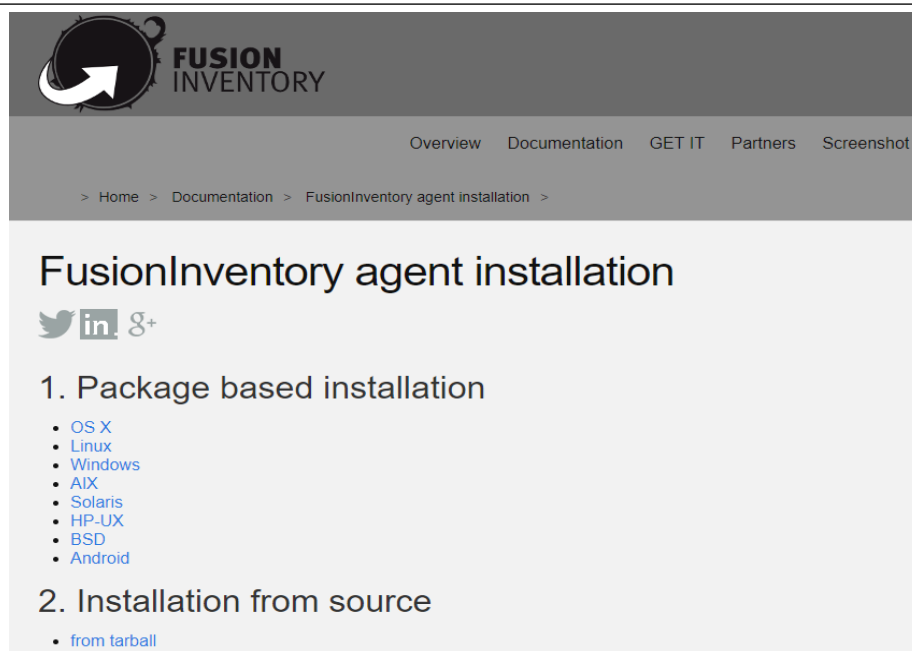 FUSION
INVENTORY
Overview Documentation GET IT Partners Screenshot
> Home > Documentation > FusionInventory agent installation >
FusionInventory agent installation
in. g+
1. Package based installation
• OS X
• Linux
• Windows
• AIX
• Solaris
• HP-UX
• BSD
• Android
2. Installation from source
• from tarball